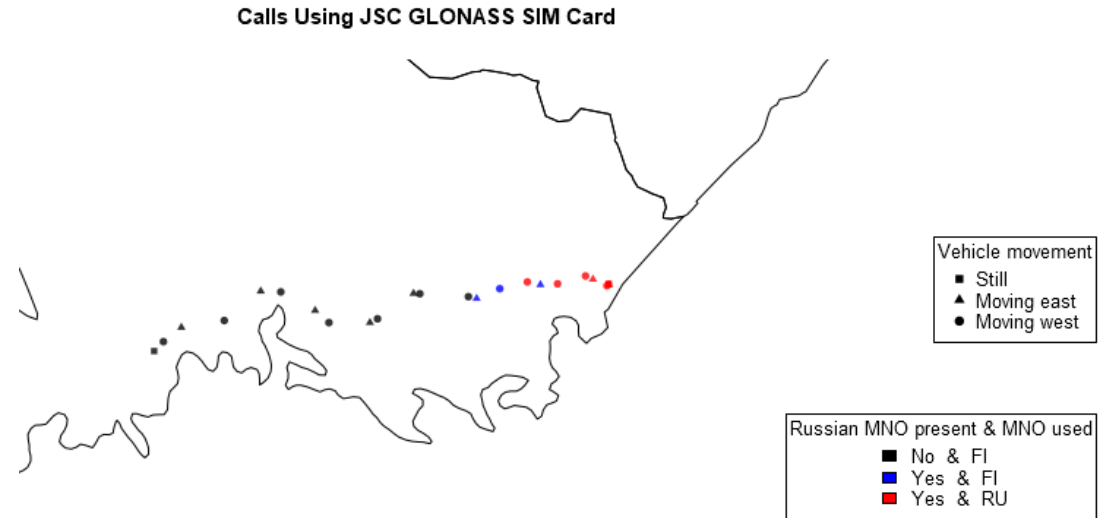 Calls Using JSC GLONASS SIM Card
Vehicle movement
Still
Moving east
Moving west
Russian MNO present & MNO used
No & FI
Yes & FI
Yes & RU